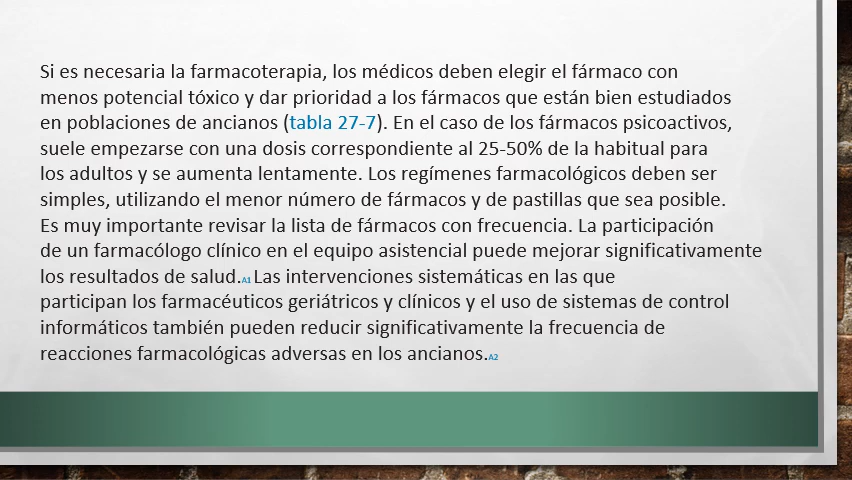 Si es necesaria la farmacoterapia, los médicos deben elegir el fármaco con
menos potencial tóxico y dar prioridad a los fármacos que están bien estudiados
en poblaciones de ancianos (tabla 27-7). En el caso de los fármacos psicoactivos,
suele empezarse con una dosis correspondiente al 25-50% de la habitual para
los adultos y se aumenta lentamente. Los regímenes farmacológicos deben ser
simples, utilizando el menor número de fármacos y de pastillas que sea posible.
Es muy importante revisar la lista de fármacos con frecuencia. La participación
de un farmacólogo clínico en el equipo asistencial puede mejorar significativamente
los resultados de salud.A1 Las intervenciones sistemáticas en las que
participan los farmacéuticos geriátricos y clínicos y el uso de sistemas de control
informáticos también pueden reducir significativamente la frecuencia de
reacciones farmacológicas adversas en los ancianos.A2